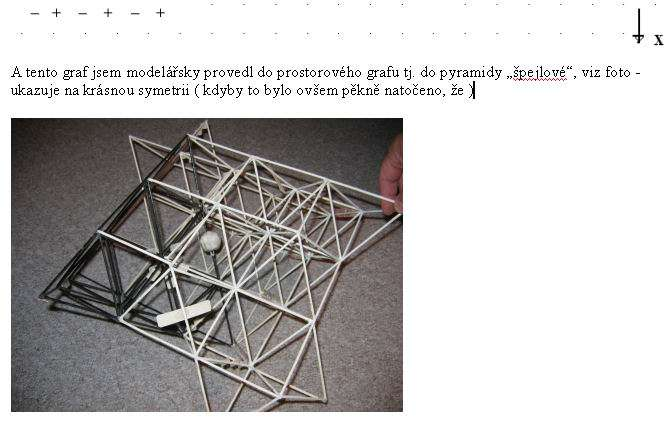 – + – + – +
x
A tento graf jsem modelářsky provedl do prostorového grafu tj. do pyramidy „špejlové“, viz foto -
ukazuje na krásnou symetrii ( kdyby to bylo ovšem pěkně natočeno, že )